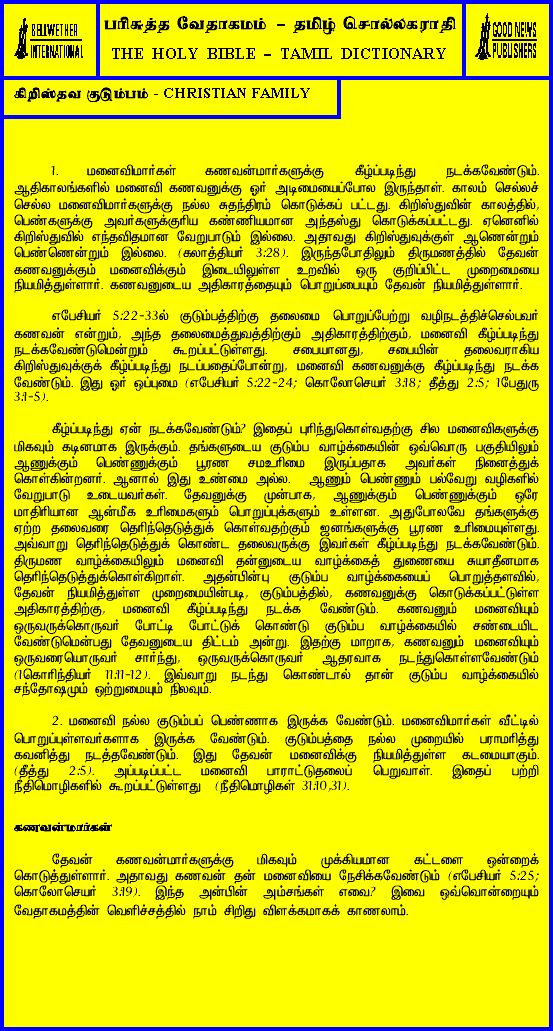 BELLWETHER
INTERNATIONAL
பரிசுத்த வேதாகமம் – தமிழ் சொல்லகராதி
THE HOLY BIBLE – TAMIL DICTIONARY
GOOD NEWS
PUBLISHERS
கிறிஸ்தவ குடும்பம் - CHRISTIAN FAMILY
1. மனைவிமார்கள் கணவன்மார்களுக்கு கீழ்ப்படிந்து நடக்கவேண்டும்.
ஆதிகாலங்களில் மனைவி கணவனுக்கு ஓர் அடிமையைப்போல இருந்தாள். காலம் செல்லச்
செல்ல மனைவிமார்களுக்கு நல்ல சுதந்திரம் கொடுக்கப் பட்டது. கிறிஸ்துவின் காலத்தில்,
பெண்களுக்கு அவர்களுக்குரிய கண்ணியமான அந்தஸ்து கொடுக்கப்பட்டது. ஏனெனில்
கிறிஸ்துவில் எந்தவிதமான வேறுபாடும் இல்லை. அதாவது கிறிஸ்துவுக்குள் ஆணென்றும்
பெண்ணென்றும் இல்லை. (கலாத்தியர் 3:28). இருந்தபோதிலும் திருமணத்தில் தேவன்
கணவனுக்கும் மனைவிக்கும் இடையிலுள்ள உறவில் ஒரு குறிப்பிட்ட முறைமையை
நியமித்துள்ளார். கணவனுடைய அதிகாரத்தையும் பொறுப்பையும் தேவன் நியமித்துள்ளார்.
எபேசியர் 5:22-33ல் குடும்பத்திற்கு தலைமை பொறுப்பேற்று வழிநடத்திச்செல்பவர்
கணவன் என்றும், அந்த தலைமைத்துவத்திற்கும் அதிகாரத்திற்கும், மனைவி கீழ்ப்படிந்து
நடக்கவேண்டுமென்றும் கூறப்பட்டுள்ளது. சபையானது, சபையின் தலைவராகிய
கிறிஸ்துவுக்குக் கீழ்ப்படிந்து நடப்பதைப்போன்று, மனைவி கணவனுக்கு கீழ்ப்படிந்து நடக்க
வேண்டும். இது ஓர் ஒப்புமை (எபேசியர் 5:22-24; கொலோசெயர் 3:18; தீத்து 2:5; 1பேதுரு
3:1-5).
கீழ்ப்படிந்து ஏன் நடக்கவேண்டும்? இதைப் புரிந்துகொள்வதற்கு சில மனைவிகளுக்கு
மிகவும் கடினமாக இருக்கும். தங்களுடைய குடும்ப வாழ்க்கையின் ஒவ்வொரு பகுதியிலும்
ஆணுக்கும் பெண்ணுக்கும் பூரண சமஉரிமை இருப்பதாக அவர்கள் நினைத்துக்
கொள்கின்றனர். ஆனால் இது உண்மை அல்ல. ஆணும் பெண்ணும் பல்வேறு வழிகளில்
வேறுபாடு உடையவர்கள். தேவனுக்கு முன்பாக, ஆணுக்கும் பெண்ணுக்கும் ஒரே
மாதிரியான ஆன்மீக உரிமைகளும் பொறுப்புக்களும் உள்ளன. அதுபோலவே தங்களுக்கு
ஏற்ற தலைவரை தெரிந்தெடுத்துக் கொள்வதற்கும் ஜனங்களுக்கு பூரண உரிமையுள்ளது.
அவ்வாறு தெரிந்தெடுத்துக் கொண்ட தலைவருக்கு இவர்கள் கீழ்ப்படிந்து நடக்கவேண்டும்.
திருமண வாழ்க்கையிலும் மனைவி தன்னுடைய வாழ்க்கைத் துணையை சுயாதீனமாக
தெரிந்தெடுத்துக்கொள்கிறாள். அதன்பின்பு குடும்ப வாழ்க்கையைப் பொறுத்தளவில்,
தேவன் நியமித்துள்ள முறைமையின்படி, குடும்பத்தில், கணவனுக்கு கொடுக்கப்பட்டுள்ள
அதிகாரத்திற்கு, மனைவி கீழ்ப்படிந்து நடக்க வேண்டும். கணவனும் மனைவியும்
ஒருவருக்கொருவர் போட்டி போட்டுக் கொண்டு குடும்ப வாழ்க்கையில் சண்டையிட
வேண்டுமென்பது தேவனுடைய திட்டம் அன்று. இதற்கு மாறாக, கணவனும் மனைவியும்
ஒருவரையொருவர் சார்ந்து, ஒருவருக்கொருவர் ஆதரவாக நடந்துகொள்ளவேண்டும்
(1கொரிந்தியர் 11:11-12). இவ்வாறு நடந்து கொண்டால் தான் குடும்ப வாழ்க்கையில்
சந்தோஷமும் ஒற்றுமையும் நிலவும்.
2. மனைவி நல்ல குடும்பப் பெண்ணாக இருக்க வேண்டும். மனைவிமார்கள் வீட்டில்
பொறுப்புள்ளவர்களாக இருக்க வேண்டும். குடும்பத்தை நல்ல முறையில் பராமரித்து
கவனித்து நடத்தவேண்டும். இது தேவன் மனைவிக்கு நியமித்துள்ள கடமையாகும்.
(தீத்து 2:5). அப்படிப்பட்ட மனைவி பாராட்டுதலைப் பெறுவாள். இதைப் பற்றி
நீதிமொழிகளில் கூறப்பட்டுள்ளது (நீதிமொழிகள் 31:10,31).
கணவன்மார்கள்
தேவன் கணவன்மார்களுக்கு மிகவும் முக்கியமான கட்டளை ஒன்றைக்
கொடுத்துள்ளார். அதாவது கணவன் தன் மனைவியை நேசிக்கவேண்டும் (எபேசியர் 5:25;
கொலோசெயர் 3:19). இந்த அன்பின் அம்சங்கள் எவை? இவை ஒவ்வொன்றையும்
வேதாகமத்தின் வெளிச்சத்தில் நாம் சிறிது விளக்கமாகக் காணலாம்.